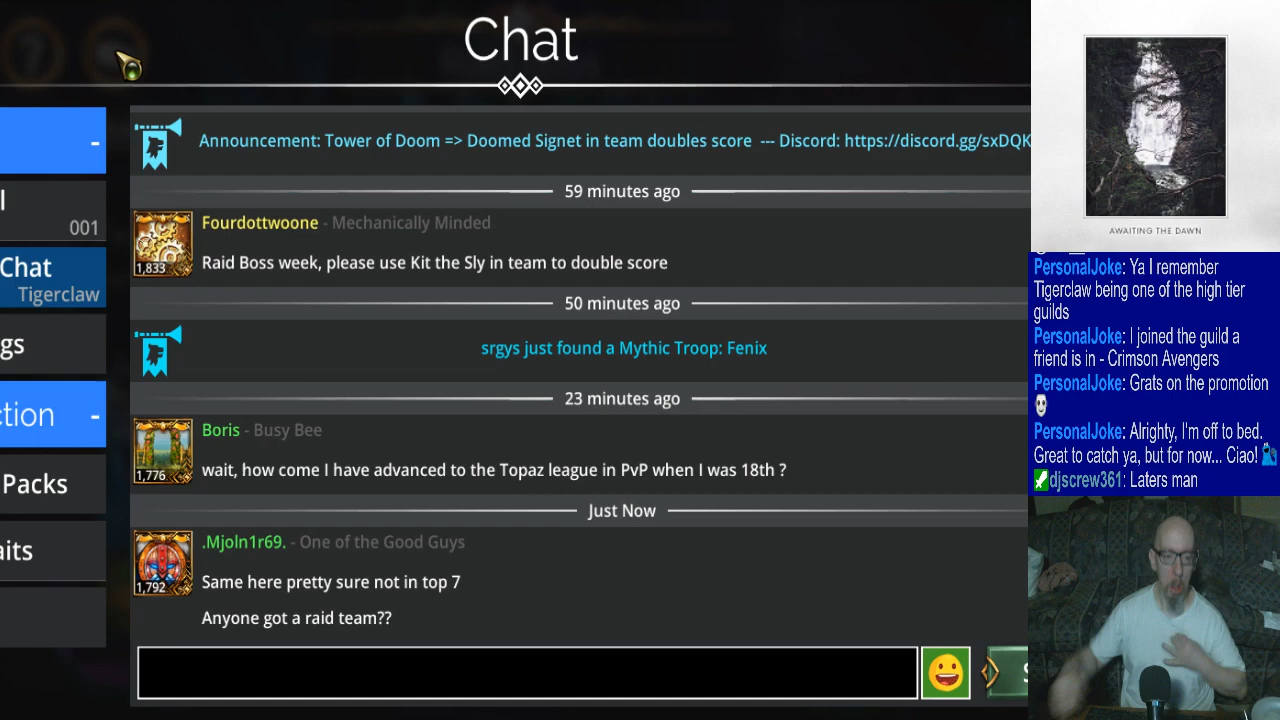 Chat
-
Announcement: Tower of Doom => Doomed Signet in team doubles score --- Discord: https://discord.gg/sxDQK
l
001
59 minutes ago
1,833
Fourdottwoone - Mechanically Minded
Raid Boss week, please use Kit the Sly in team to double score
Chat
Tigerclaw
50 minutes ago
gs
srgys just found a Mythic Troop: Fenix
23 minutes ago
ction -
1,776
Boris - Busy Bee
wait, how come I have advanced to the Topaz league in PvP when I was 18th ?
Packs
Just Now
aits
1,792
.Mjoln1r69. - One of the Good Guys
Same here pretty sure not in top 7
Anyone got a raid team??
S
AWAITING THE DAWN
PersonalJoke: Ya I remember
Tigerclaw being one of the high tier
guilds
PersonalJoke: I joined the guild a
friend is in - Crimson Avengers
PersonalJoke: Grats on the promotion
PersonalJoke: Alrighty, I'm off to bed.
Great to catch ya, but for now... Ciao!
djscrew361: Laters man